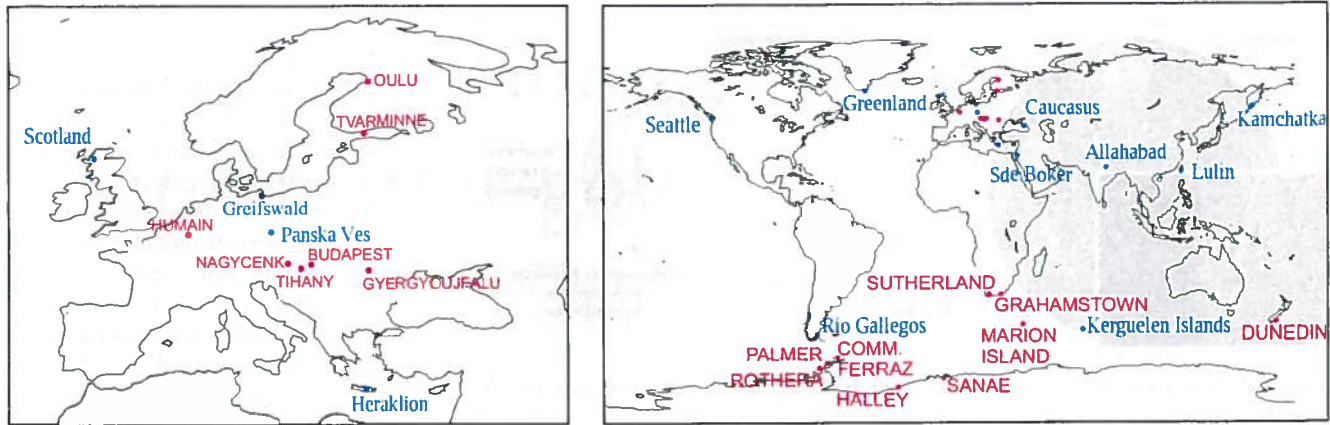 OULU
TVARMINNE
Scotland
Greifswald
HUMAIN
Panska Ves
NAGYCENK
BUDAPEST
TIHANY
GYERGYOUJFALU
Heraklion
Greenland
Caucasus
Kamchatka
Seattle
Allahabad
Sde Boker
Lulin
SUTHERLAND
GRAHAMSTOWN
Rio Gallegos
MARION
ISLAND
Kerguelen Islands
DUNEDIN
PALMER
COMM.
FERRAZ
ROTHERA
HALLEY
SANAE